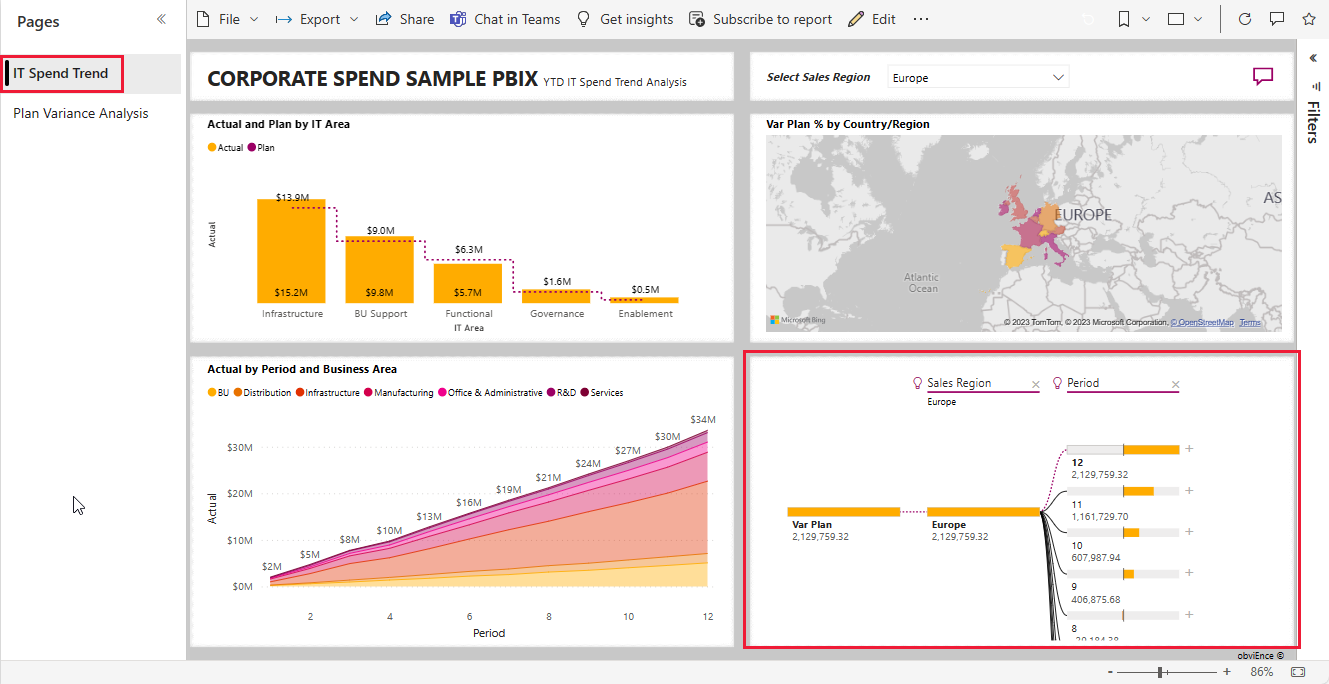 Pages
File
Export
Share
Chat in Teams
Get insights
Subscribe to report
Edit
IT Spend Trend
Plan Variance Analysis
CORPORATE SPEND SAMPLE PBIX YTD IT Spend Trend Analysis
Select Sales Region
Europe
Filters
Actual and Plan by IT Area
Actual Plan
Actual
$13.9M
$9.0M
$6.3M
$1.6M
$0.5M
$15.2M
$9.8M
$5.7M
Infrastructure BU Support Functional Governance Enablement
IT Area
Var Plan % by Country/Region
AS
EUROPE
Atlantic
Ocean
Microsoft Bing
© 2023 TomTom, © 2023 Microsoft Corporation, © OpenStreetMap Terms
Actual by Period and Business Area
BU Distribution Infrastructure Manufacturing Office & Administrative R&D Services
Actual
$30M
$20M
$10M
$0M
$2M
$5M
$8M
$10M
$13M
$16M
$19M
$21M
$24M
$27M
$30M
$34M
2 4 6 8 10 12
Period
Sales Region
Europe
Period
Var Plan
2,129,759.32
Europe
2,129,759.32
12
2,129,759.32
11
1,161,729.70
10
607,987.94
9
406,875.68
8
obviEnce ©
- + 86%